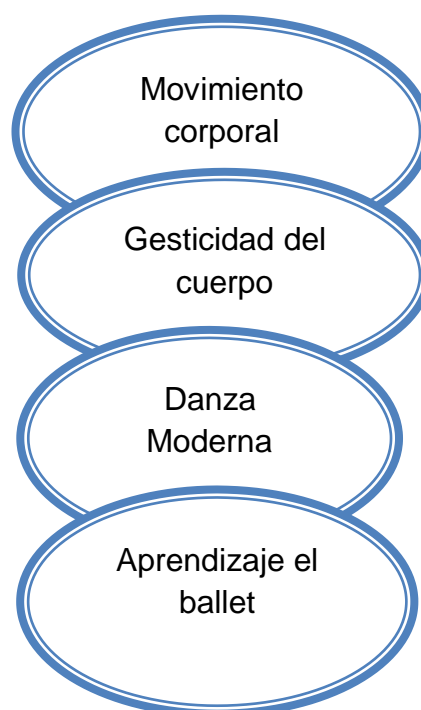 Movimiento
corporal
Gesticidad del
cuerpo
Danza
Moderna
Aprendizaje el
ballet